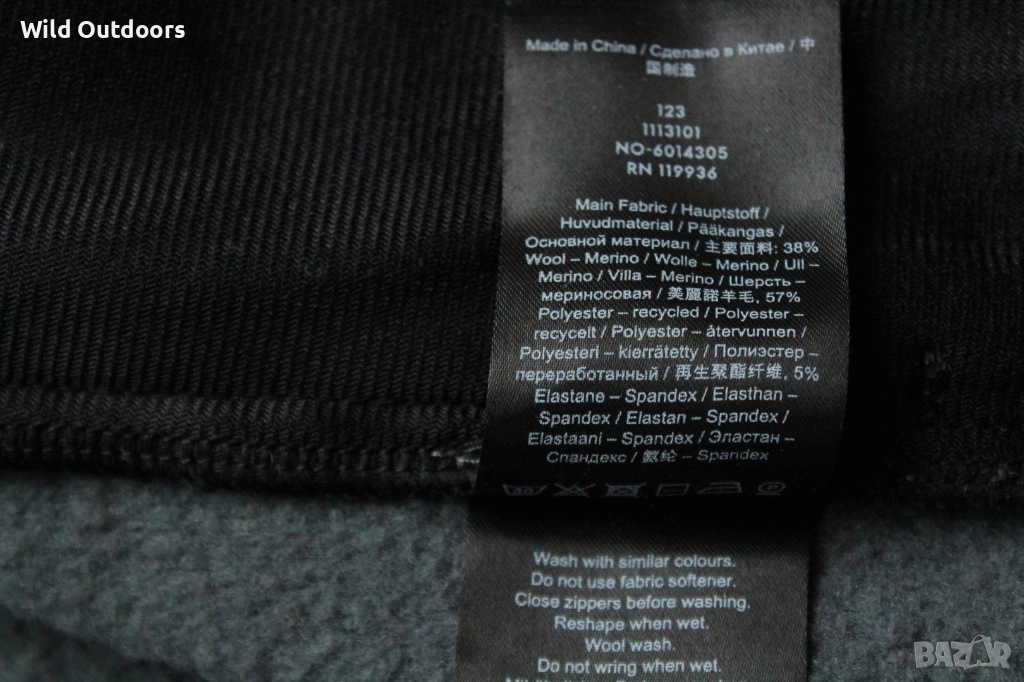 Wild Outdoors
Made in China / Сделано в Китае / 中
国制造
123
1113101
NO-6014305
RN 119936
Main Fabric / Hauptstoff /
Huvudmaterial / Pääkangas /
Основной материал / 主要面料: 38%
Wool – Merino / Wolle – Merino / Ull –
Merino / Villa – Merino / Шерсть –
мериносовая / 美麗諾羊毛, 57%
Polyester – recycled / Polyester –
recycelt / Polyester – återvunnen /
Polyesteri – kierrätetty / Полиэстер –
переработанный / 再生聚酯纤维, 5%
Elastane – Spandex / Elasthan –
Spandex / Elastan – Spandex /
Elastaani – Spandex / Эластан –
Спандекс / 氨纶 – Spandex
Wash with similar colours.
Do not use fabric softener.
Close zippers before washing.
Reshape when wet.
Wool wash.
Do not wring when wet.
BAZAR